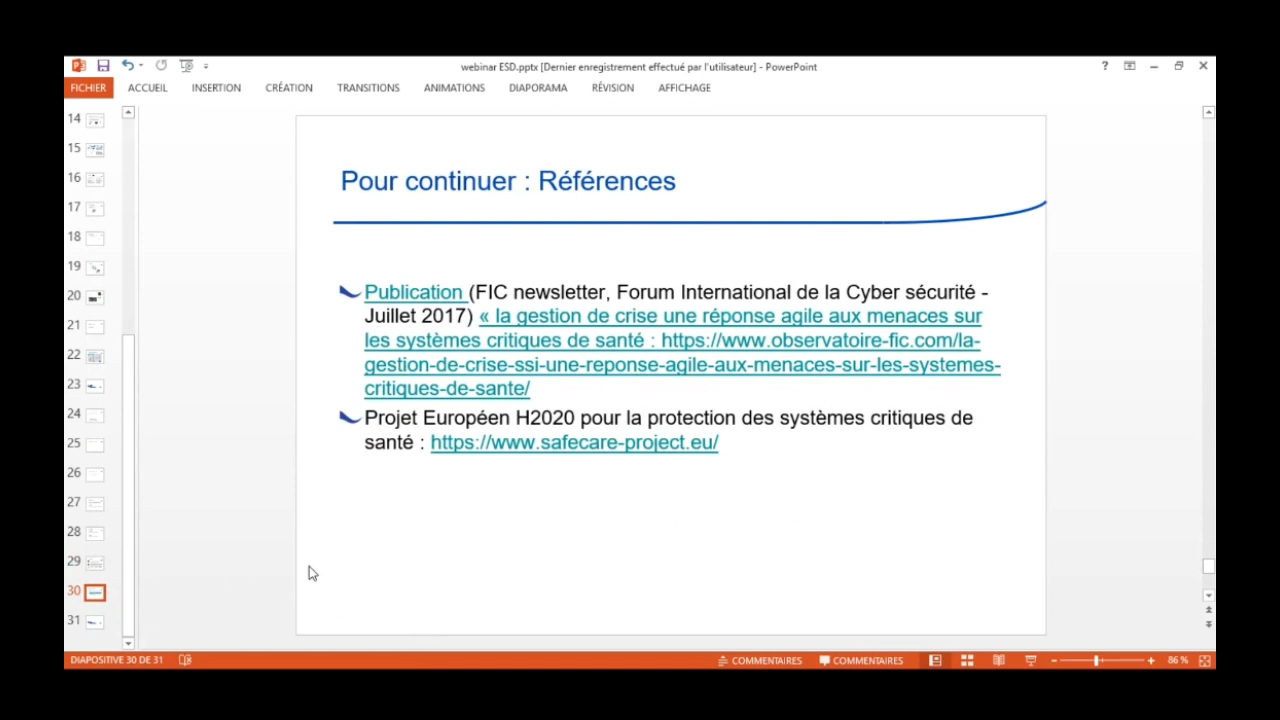 webinar ESD.pptx [Dernier enregistrement effectué par l'utilisateur] - PowerPoint
?
FICHIER ACCUEIL INSERTION CRÉATION TRANSITIONS ANIMATIONS DIAPORAMA RÉVISION AFFICHAGE
14
15
16
17
18
19
20
21
22
23
24
25
26
27
28
29
30
31
Pour continuer : Références
Publication (FIC newsletter, Forum International de la Cyber sécurité -
Juillet 2017) « la gestion de crise une réponse agile aux menaces sur
les systèmes critiques de santé : https://www.observatoire-fic.com/la-
gestion-de-crise-ssi-une-reponse-agile-aux-menaces-sur-les-systemes-
critiques-de-sante/
Projet Européen H2020 pour la protection des systèmes critiques de
santé : https://www.safecare-project.eu/
DIAPOSITIVE 30 DE 31 COMMENTAIRES COMMENTAIRES 86 %